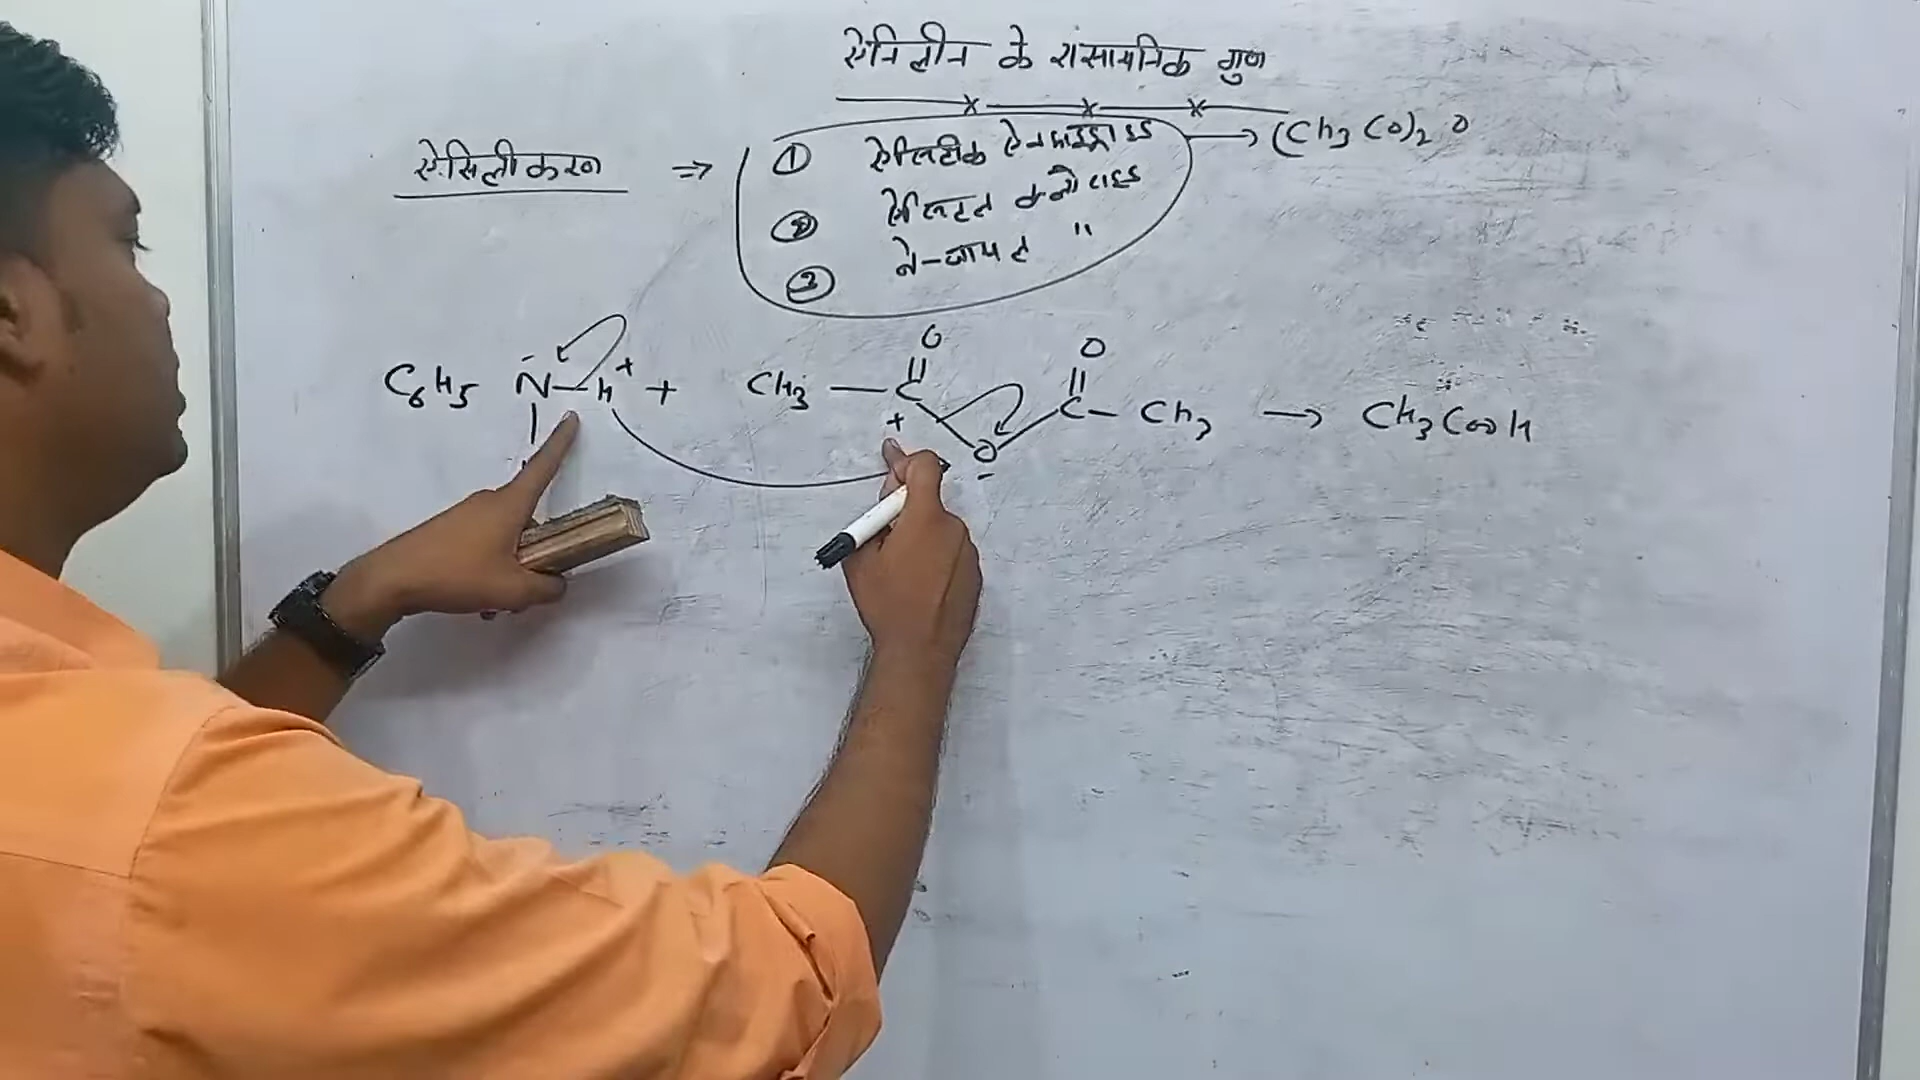 ऐनिलीन के रासायनिक गुण
ऐसिलीकरण ⇒ ① ऐसिटीक ऐनहाइड्राइड → (CH3CO)2O
② ऐसिटल क्लोराइड
③ बेन्जायल "
C6H5 N–H + CH3–C–O–C–CH3 → CH3COOH
O O